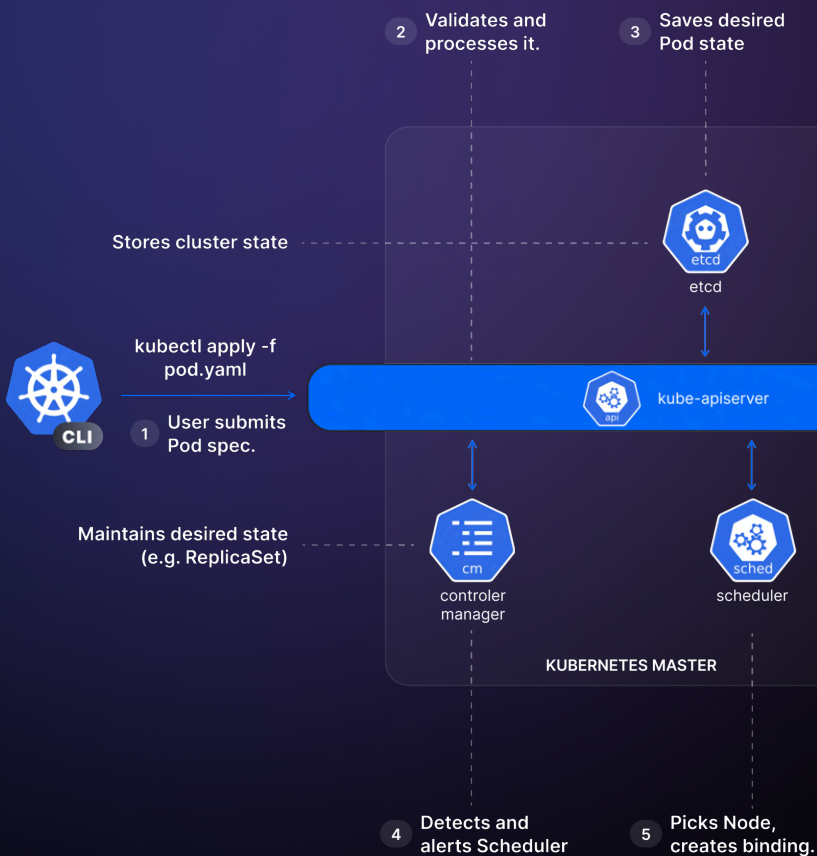 2
Validates and
processes it.
3
Saves desired
Pod state
Stores cluster state
etcd
etcd
kubectl apply -f
pod.yaml
CLI
1
User submits
Pod spec.
api
kube-apiserver
Maintains desired state
(e.g. ReplicaSet)
cm
controler
manager
sched
scheduler
KUBERNETES MASTER
4
Detects and
alerts Scheduler
5
Picks Node,
creates binding.